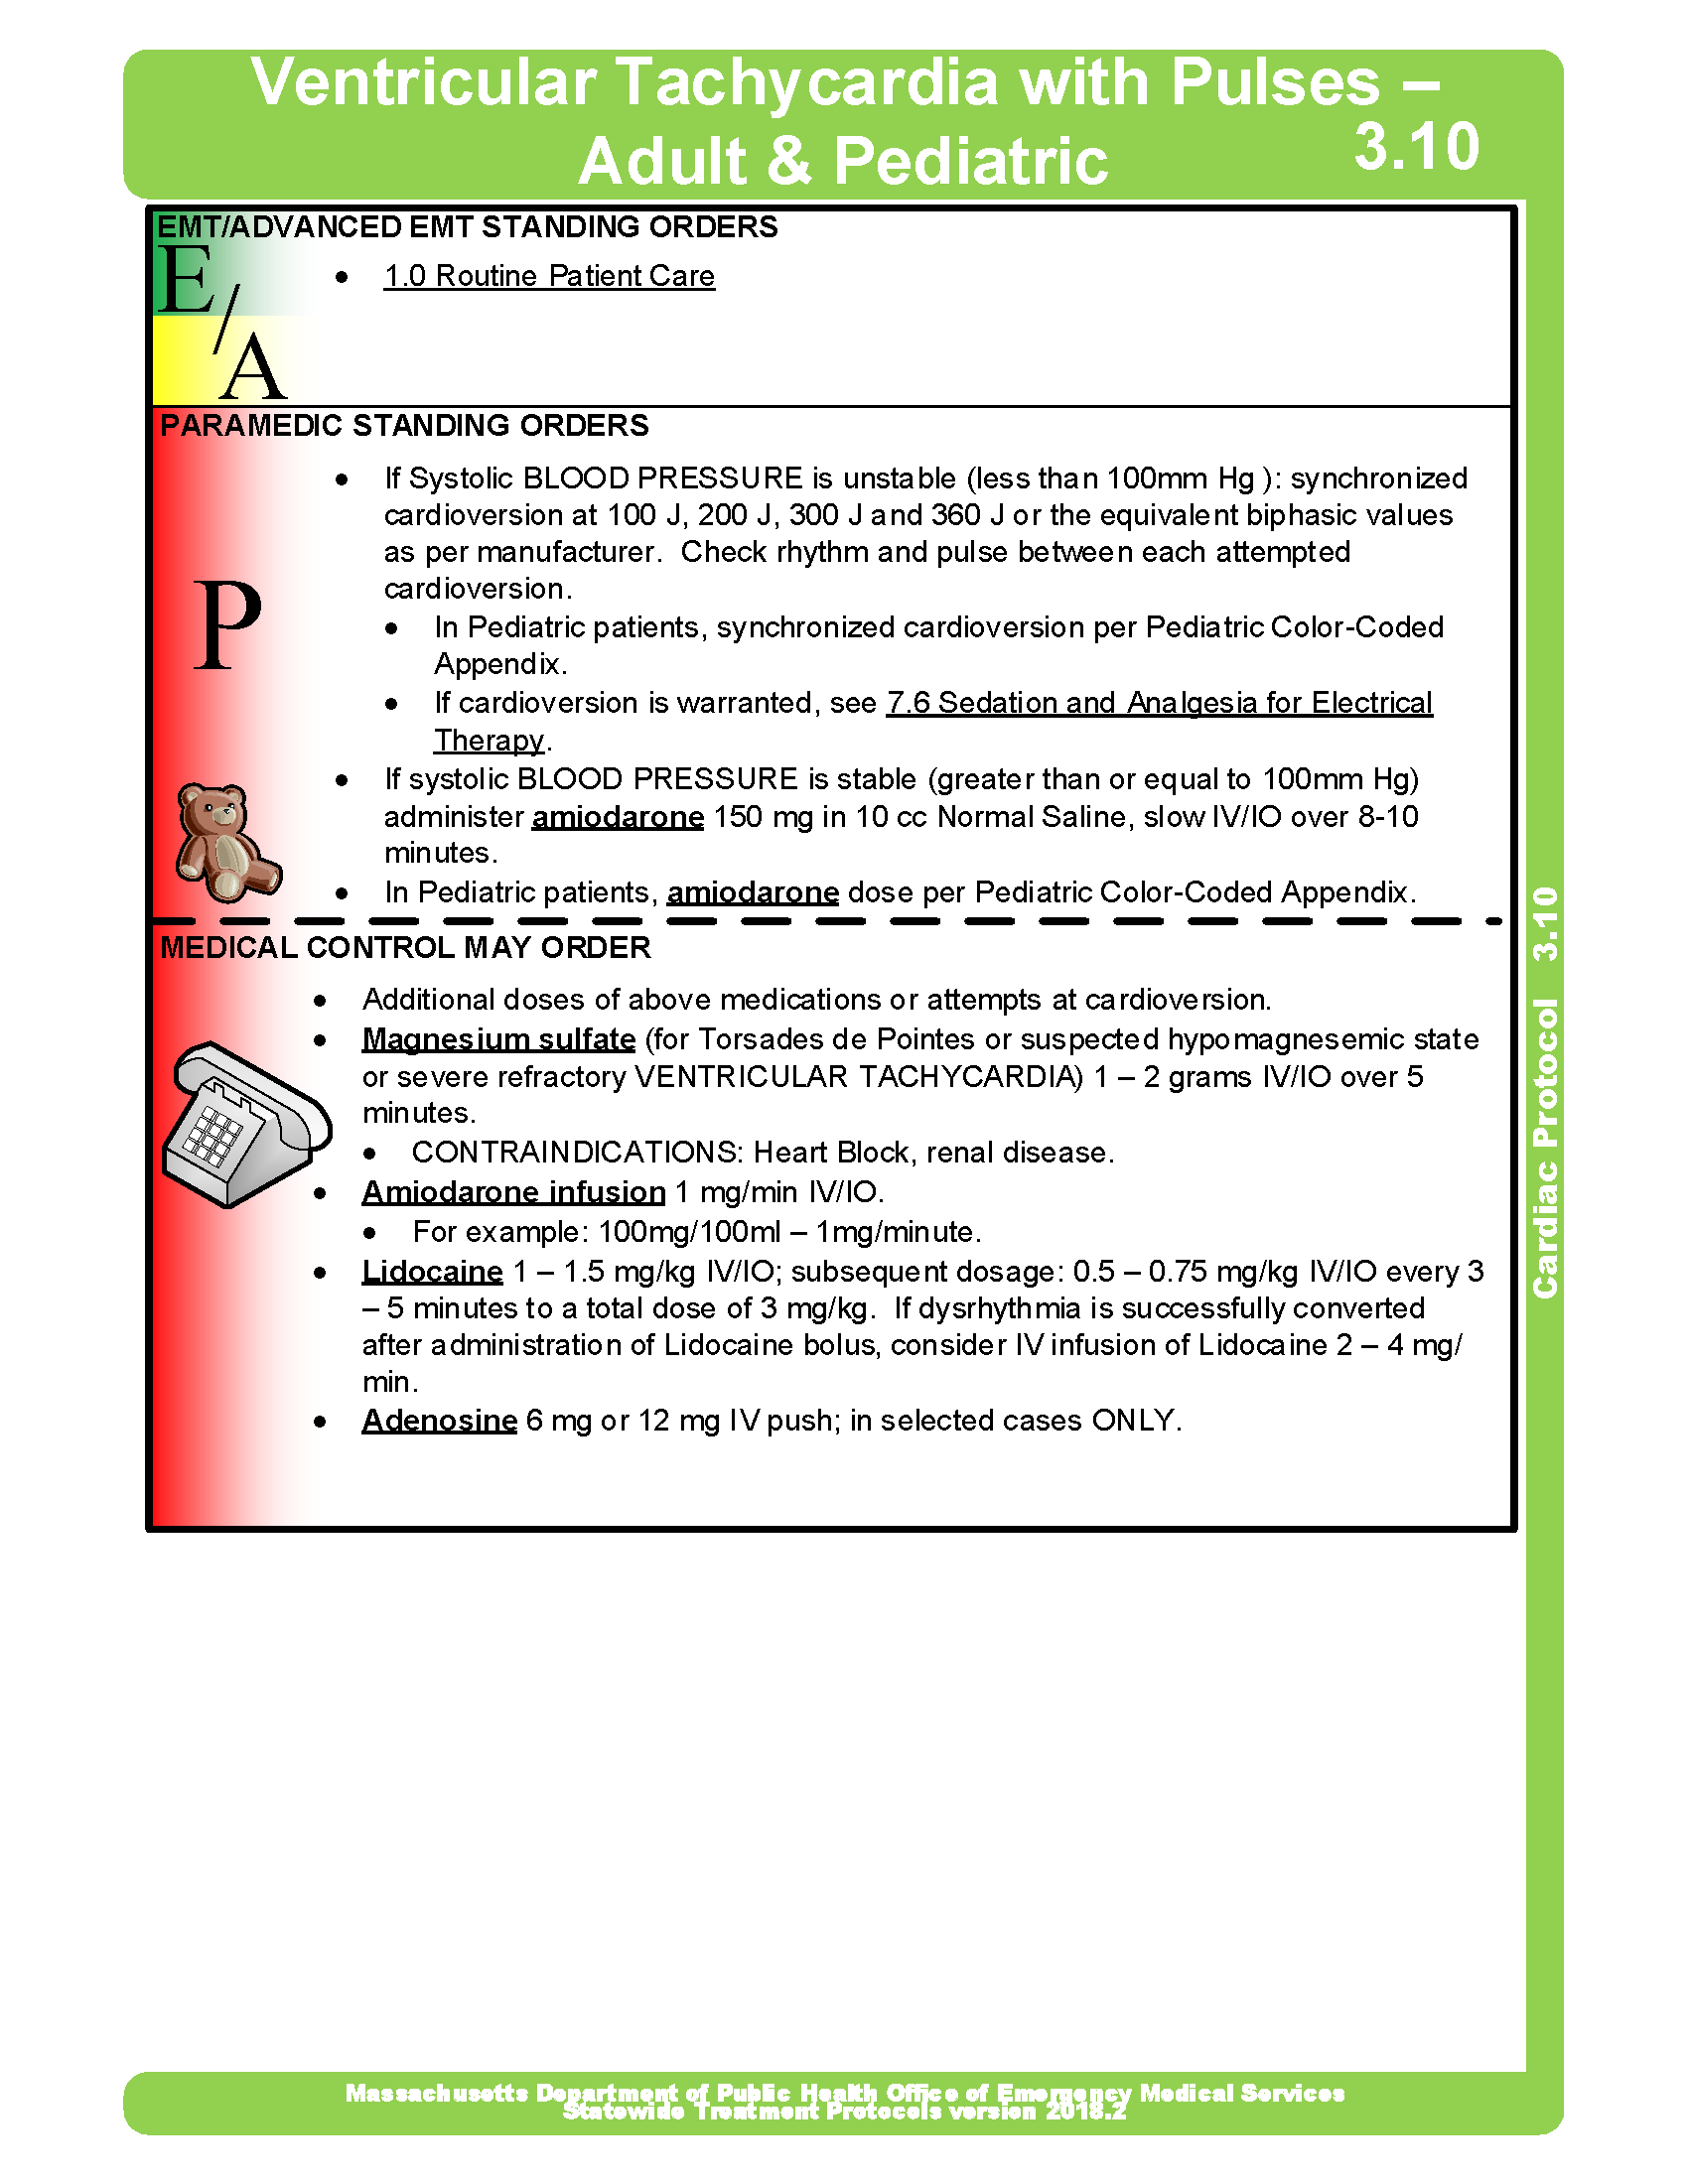 Ventricular Tachycardia with Pulses –
Adult & Pediatric
3.10
EMT/ADVANCED EMT STANDING ORDERS
E/A
• 1.0 Routine Patient Care
PARAMEDIC STANDING ORDERS
P
• If Systolic BLOOD PRESSURE is unstable (less than 100mm Hg ): synchronized
cardioversion at 100 J, 200 J, 300 J and 360 J or the equivalent biphasic values
as per manufacturer. Check rhythm and pulse between each attempted
cardioversion.
• In Pediatric patients, synchronized cardioversion per Pediatric Color-Coded
Appendix.
• If cardioversion is warranted, see 7.6 Sedation and Analgesia for Electrical
Therapy.
• If systolic BLOOD PRESSURE is stable (greater than or equal to 100mm Hg)
administer amiodarone 150 mg in 10 cc Normal Saline, slow IV/IO over 8-10
minutes.
• In Pediatric patients, amiodarone dose per Pediatric Color-Coded Appendix.
MEDICAL CONTROL MAY ORDER
• Additional doses of above medications or attempts at cardioversion.
• Magnesium sulfate (for Torsades de Pointes or suspected hypomagnesemic state
or severe refractory VENTRICULAR TACHYCARDIA) 1 – 2 grams IV/IO over 5
minutes.
• CONTRAINDICATIONS: Heart Block, renal disease.
• Amiodarone infusion 1 mg/min IV/IO.
• For example: 100mg/100ml – 1mg/minute.
• Lidocaine 1 – 1.5 mg/kg IV/IO; subsequent dosage: 0.5 – 0.75 mg/kg IV/IO every 3
– 5 minutes to a total dose of 3 mg/kg. If dysrhythmia is successfully converted
after administration of Lidocaine bolus, consider IV infusion of Lidocaine 2 – 4 mg/
min.
• Adenosine 6 mg or 12 mg IV push; in selected cases ONLY.
Cardiac Protocol 3.10
Massachusetts Department of Public Health Office of Emergency Medical Services
Statewide Treatment Protocols version 2018.2